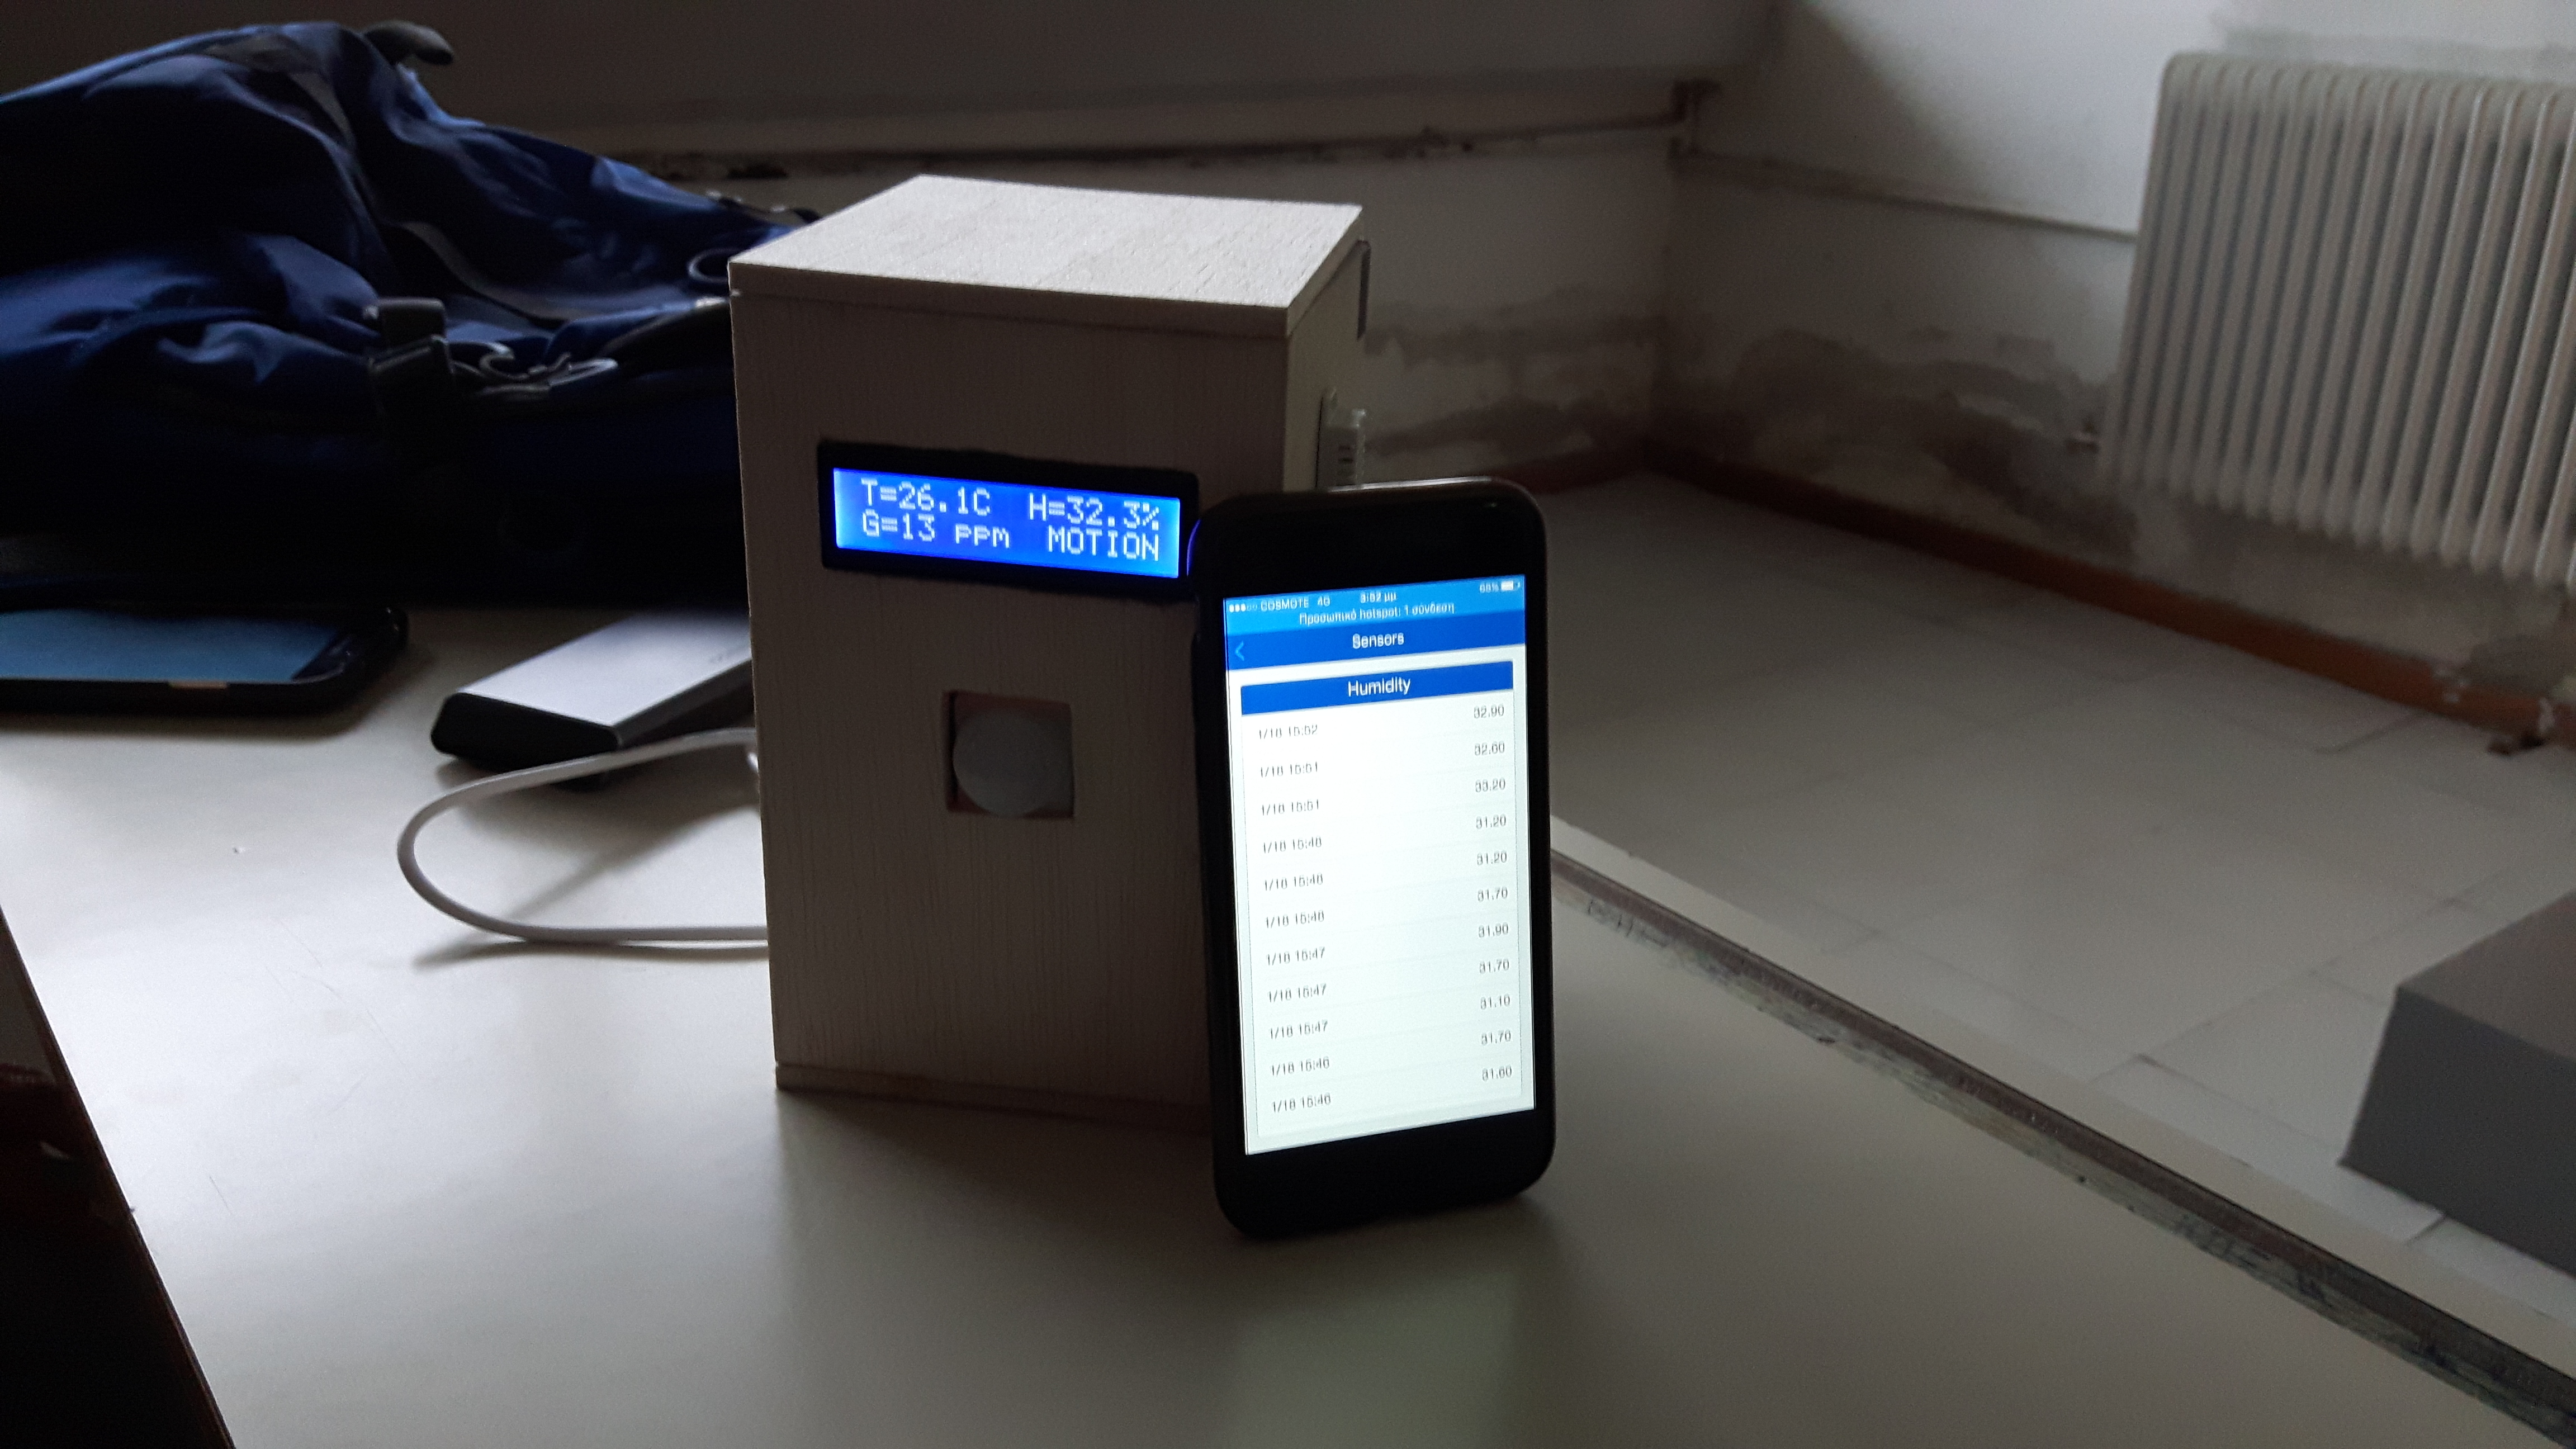 T=26.1C H=32.3%
G=13 ppm MOTION
COSMOTE 4G 3:52 μμ 66%
Προσωπικό hotspot: 1 σύνδεση
Sensors
Humidity
1/18 15:52 32.90
1/18 15:51 32.60
1/18 15:51 33.20
1/18 15:48 31.20
1/18 15:48 31.20
1/18 15:48 31.70
1/18 15:47 31.90
1/18 15:47 31.70
1/18 15:47 31.10
1/18 15:46 31.70
1/18 15:46 31.60